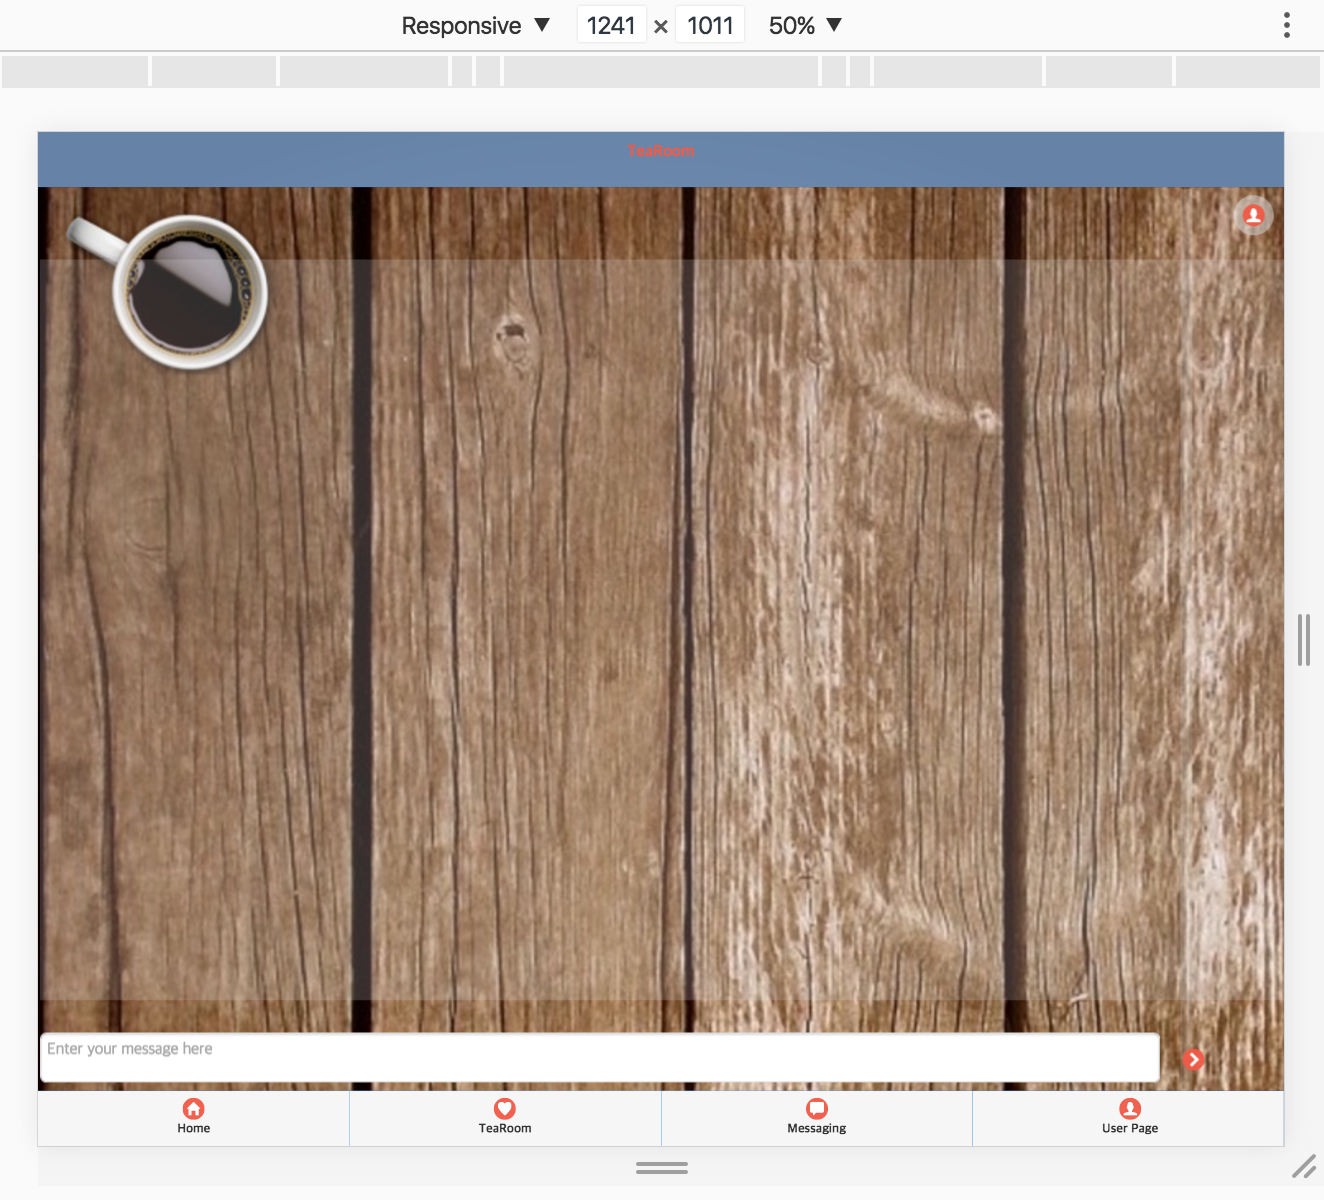 Responsive ▼ 1241 × 1011 50% ▼
TeaRoom
Enter your message here
Home TeaRoom Messaging User Page